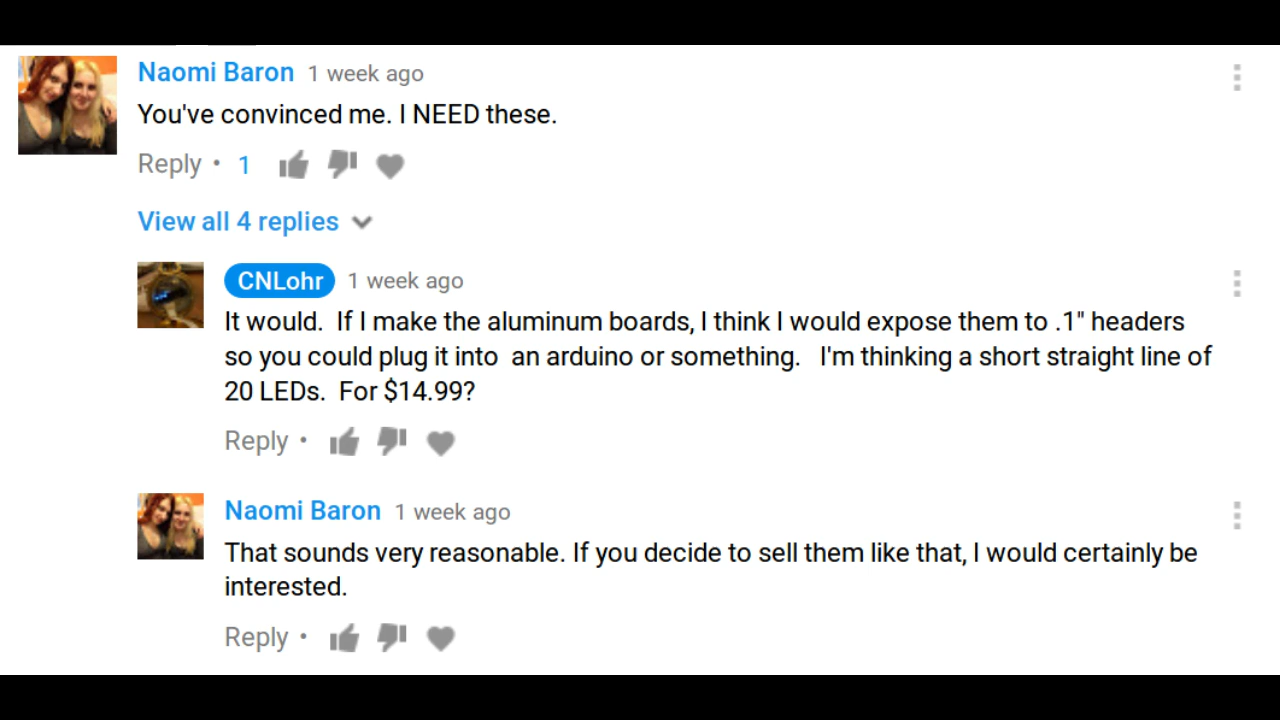 Naomi Baron 1 week ago
You've convinced me. I NEED these.
Reply • 1
View all 4 replies
CNLohr 1 week ago
It would.  If I make the aluminum boards, I think I would expose them to .1" headers
so you could plug it into  an arduino or something.   I'm thinking a short straight line of
20 LEDs.  For $14.99?
Reply •
Naomi Baron 1 week ago
That sounds very reasonable. If you decide to sell them like that, I would certainly be
interested.
Reply •